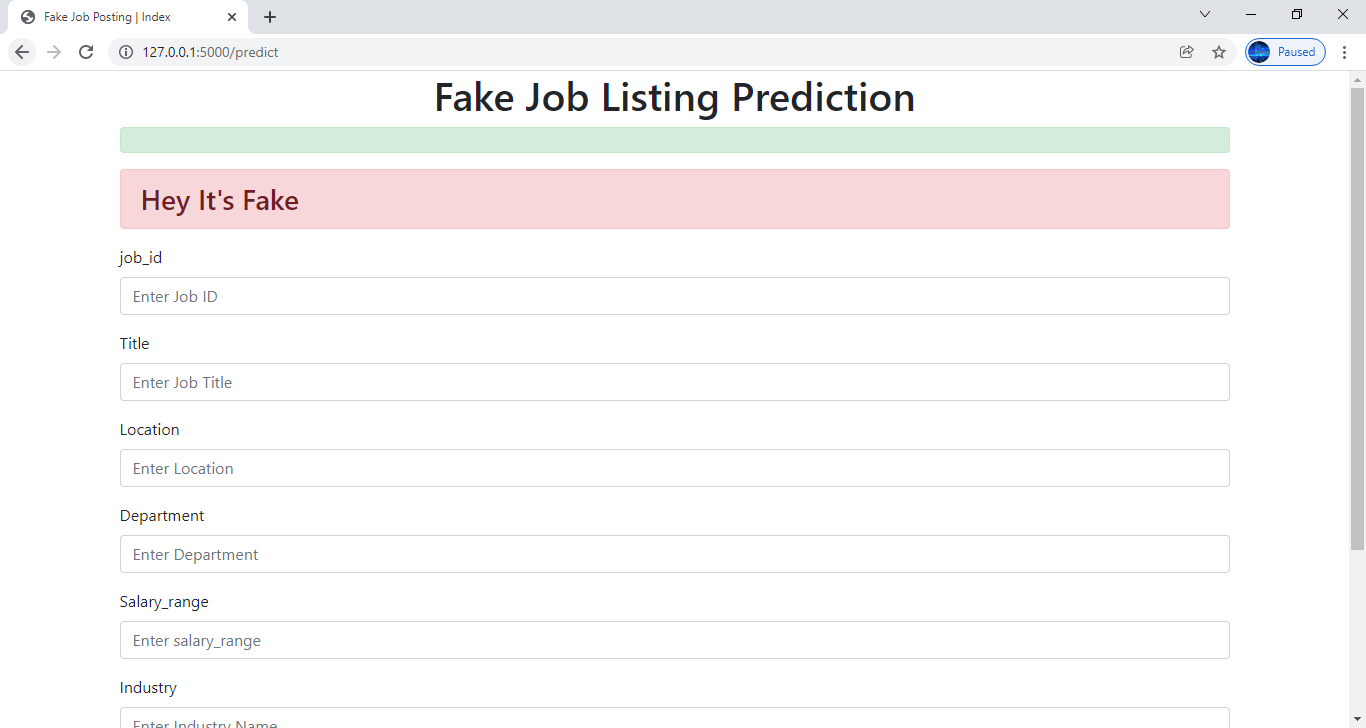 Fake Job Posting | Index
127.0.0.1:5000/predict
Paused
Fake Job Listing Prediction
Hey It's Fake
job_id
Enter Job ID
Title
Enter Job Title
Location
Enter Location
Department
Enter Department
Salary_range
Enter salary_range
Industry
Enter Industry Name